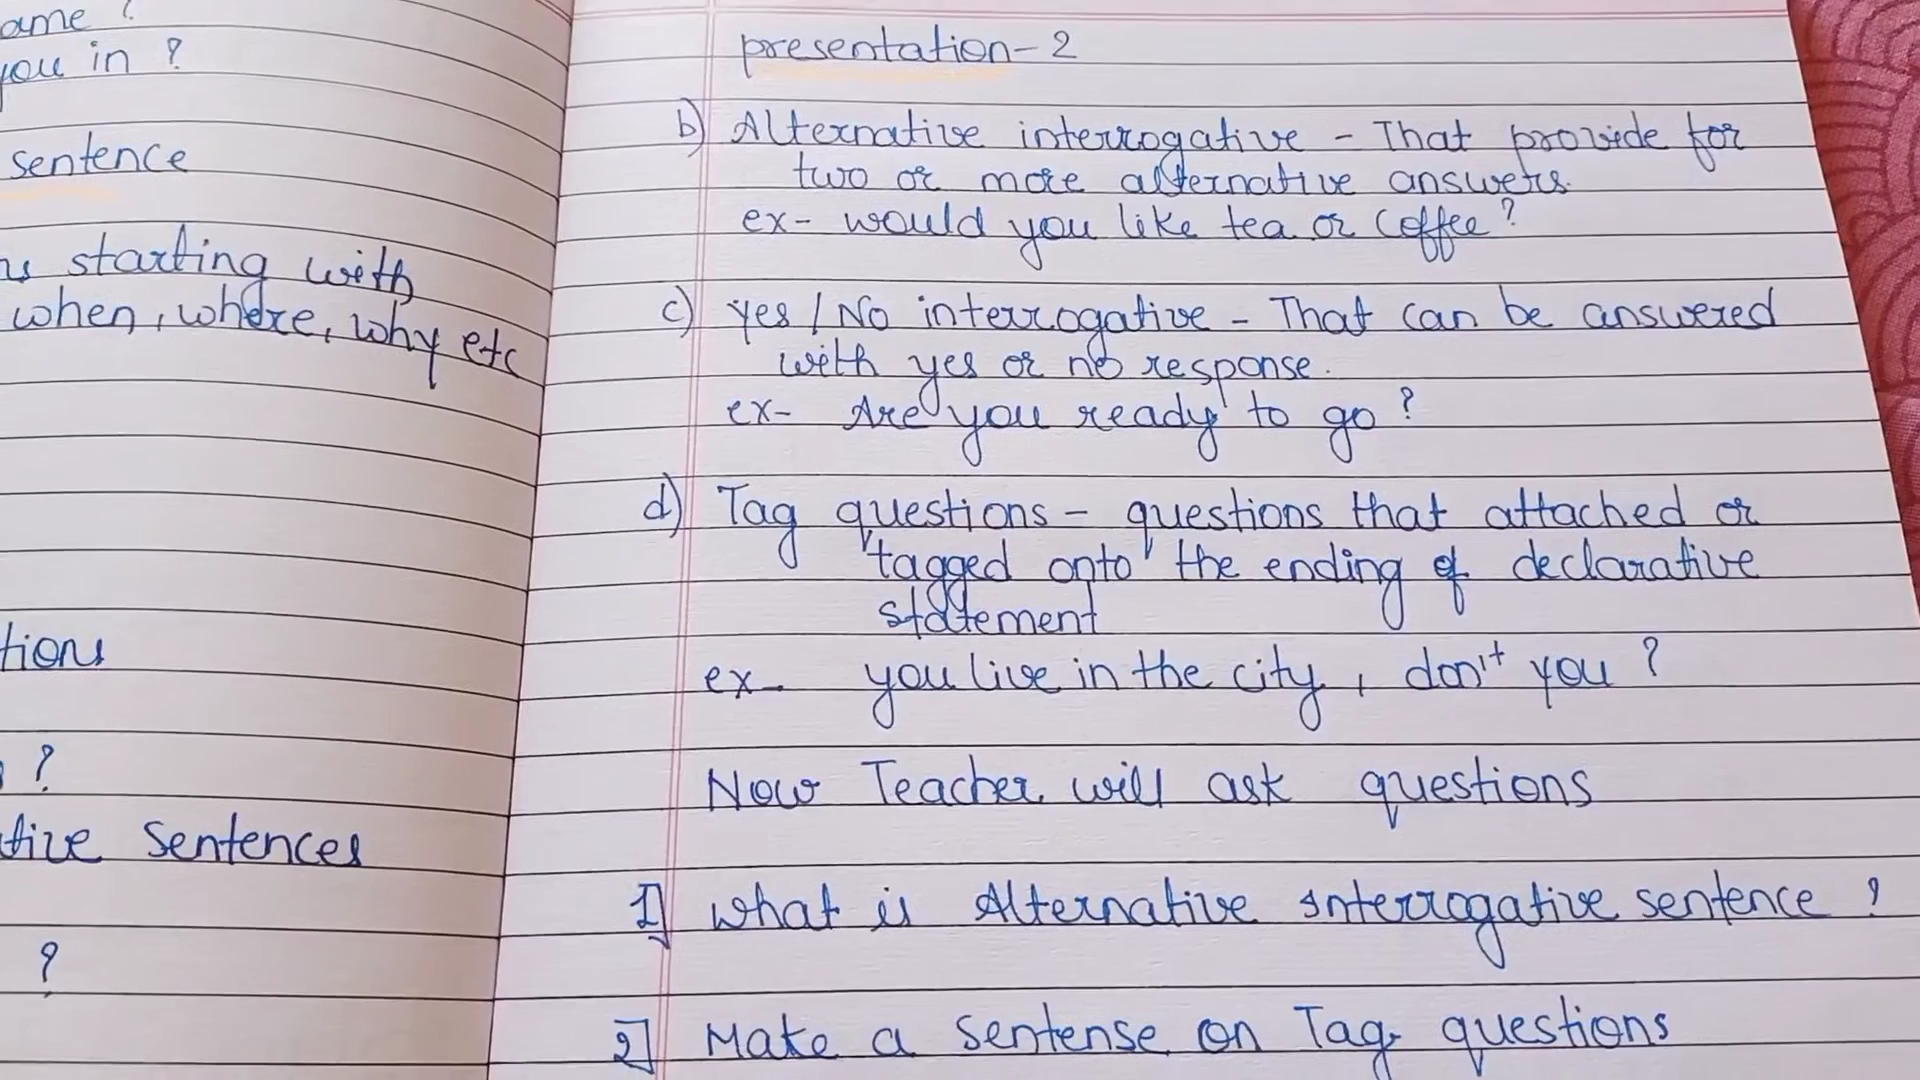 ame ?
you in ?
sentence
starting with
when, where, why etc
tions
?
tive Sentences
?
presentation - 2
b) Alternative interrogative - That provide for
two or more alternative answers.
ex- would you like tea or Coffee ?
c) Yes / No interrogative - That can be answered
with yes or no response.
ex- Are you ready to go ?
d) Tag questions - questions that attached or
tagged onto the ending of declarative
statement
ex- you live in the city, don't you ?
Now Teacher will ask questions
1] what is Alternative Interrogative sentence ?
2] Make a sentense on Tag questions